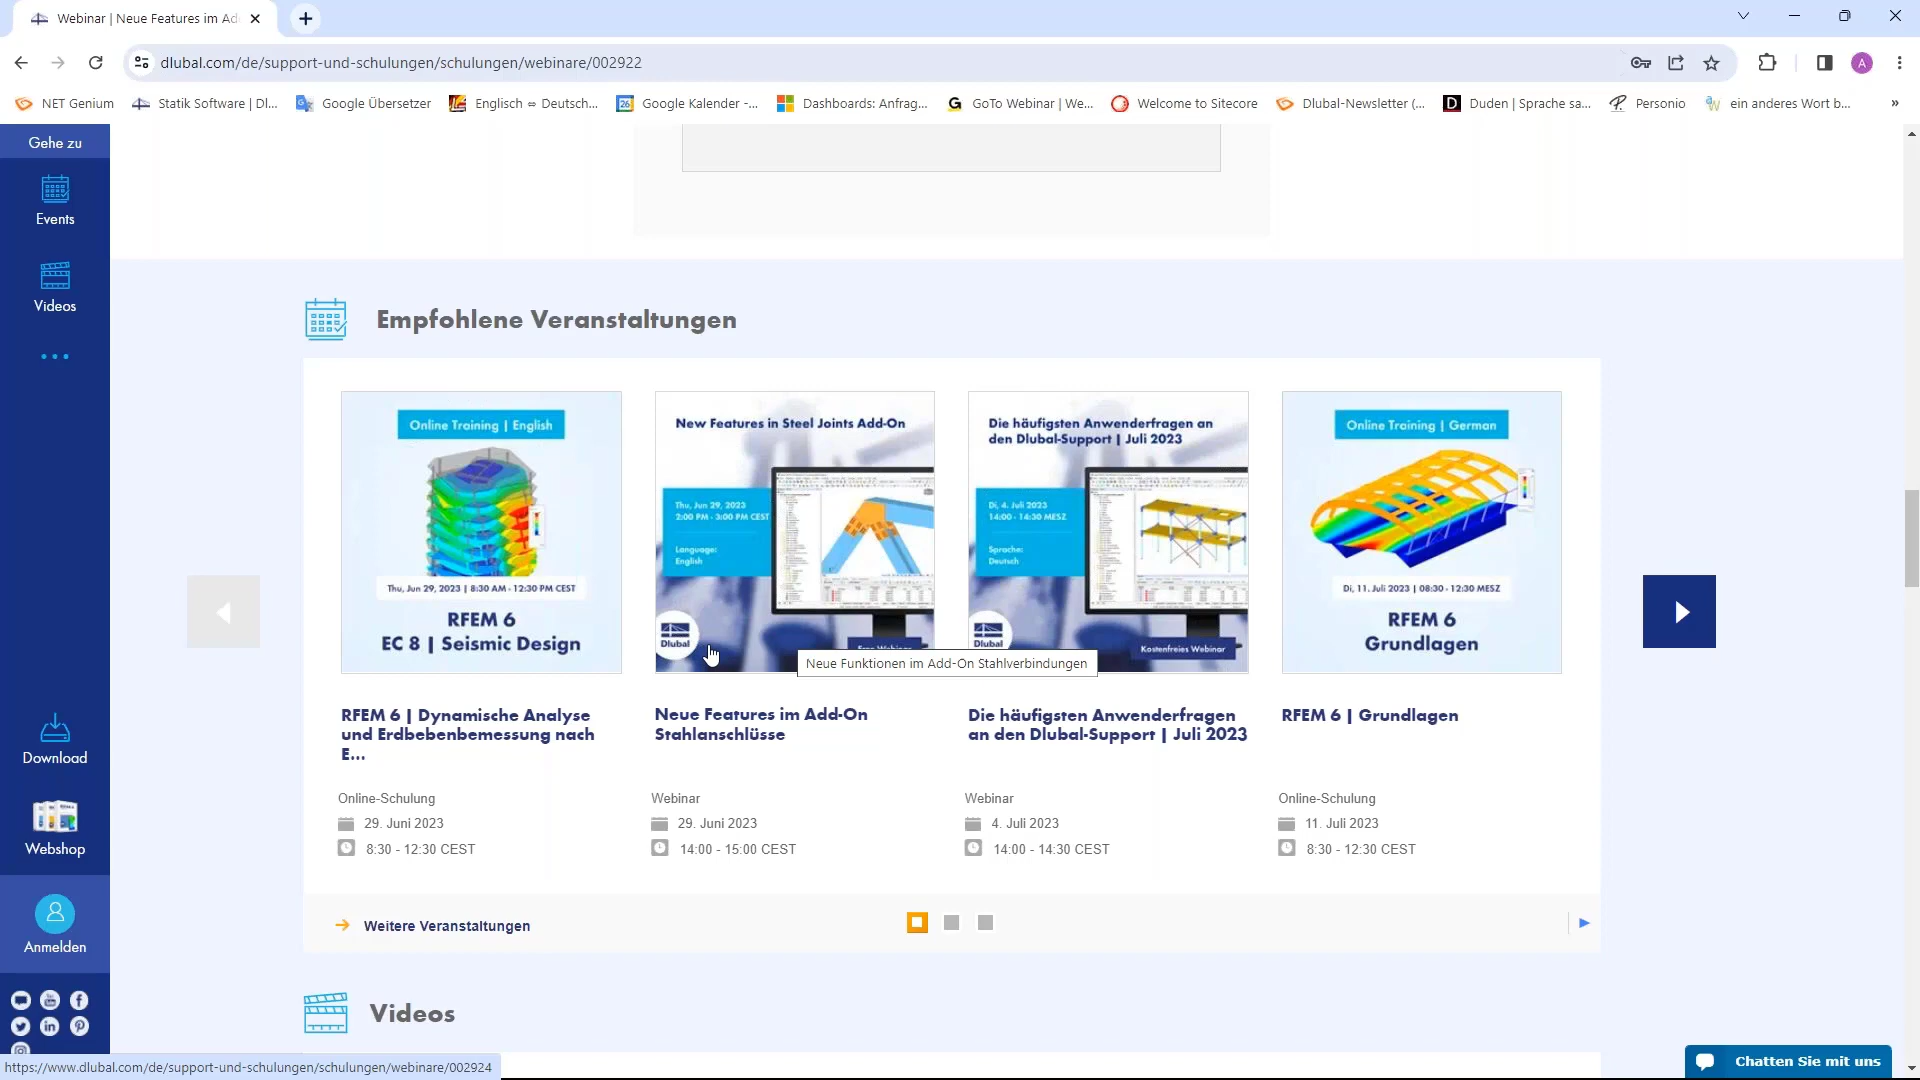 Webinar | Neue Features im Ad
dlubal.com/de/support-und-schulungen/schulungen/webinare/002922
NET Genium
Statik Software | Dl...
Google Übersetzer
Englisch ⇔ Deutsch...
Google Kalender -...
Dashboards: Anfrag...
GoTo Webinar | We...
Welcome to Sitecore
Dlubal-Newsletter (...
Duden | Sprache sa...
Personio
ein anderes Wort b...
»
A
Gehe zu
Events
Videos
Download
Webshop
Anmelden
Empfohlene Veranstaltungen
Online Training | English
Thu, Jun 29, 2023 | 8:30 AM - 12:30 PM CEST
RFEM 6
EC 8 | Seismic Design
RFEM 6 | Dynamische Analyse
und Erdbebenbemessung nach
E...
Online-Schulung
29. Juni 2023
8:30 - 12:30 CEST
New Features in Steel Joints Add-On
Thu, Jun 29, 2023
2:00 PM - 3:00 PM CEST
Language:
English
Dlubal
Free Webinar
Neue Funktionen im Add-On Stahlverbindungen
Neue Features im Add-On
Stahlanschlüsse
Webinar
29. Juni 2023
14:00 - 15:00 CEST
Die häufigsten Anwenderfragen an
den Dlubal-Support | Juli 2023
Di, 4. Juli 2023
14:00 - 14:30 MESZ
Sprache:
Deutsch
Dlubal
Kostenfreies Webinar
Die häufigsten Anwenderfragen
an den Dlubal-Support | Juli 2023
Webinar
4. Juli 2023
14:00 - 14:30 CEST
Online Training | German
Di, 11. Juli 2023 | 08:30 - 12:30 MESZ
RFEM 6
Grundlagen
RFEM 6 | Grundlagen
Online-Schulung
11. Juli 2023
8:30 - 12:30 CEST
Weitere Veranstaltungen
Videos
Chatten Sie mit uns
https://www.dlubal.com/de/support-und-schulungen/schulungen/webinare/002924